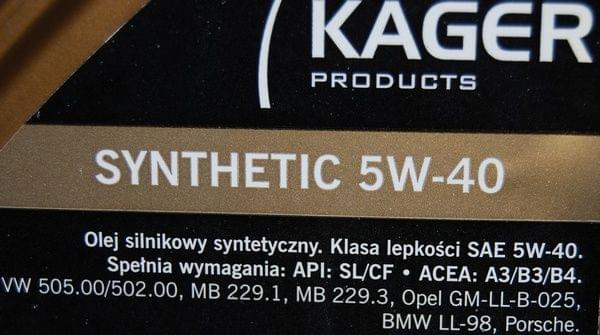 KAGER
PRODUCTS
SYNTHETIC 5W-40
Olej silnikowy syntetyczny. Klasa lepkości SAE 5W-40.
Spełnia wymagania: API: SL/CF • ACEA: A3/B3/B4.
VW 505.00/502.00, MB 229.1, MB 229.3, Opel GM-LL-B-025,
BMW LL-98, Porsche.